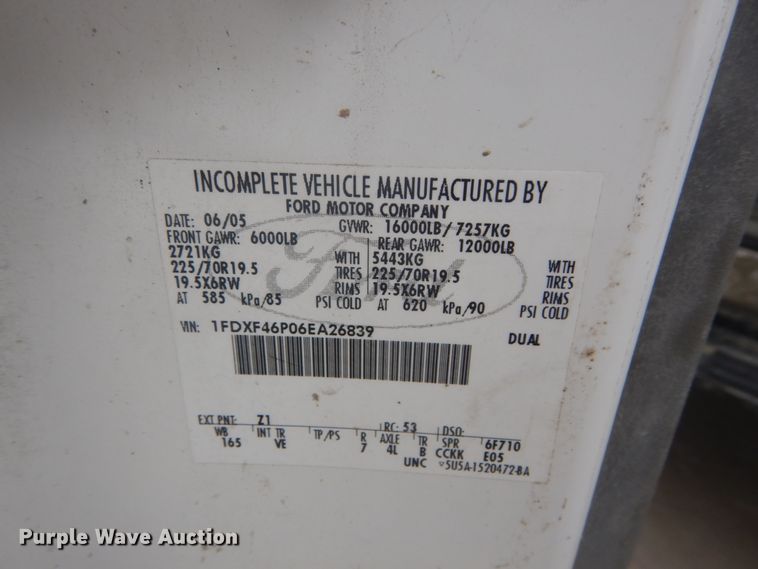 INCOMPLETE VEHICLE MANUFACTURED BY
FORD MOTOR COMPANY
DATE: 06/05 GVWR: 16000LB/ 7257KG
FRONT GAWR: 6000LB REAR GAWR: 12000LB
2721KG WITH 5443KG WITH
225/70R19.5 TIRES 225/70R19.5 TIRES
19.5X6RW RIMS 19.5X6RW RIMS
AT 585 kPa/85 PSI COLD AT 620 kPa/90 PSI COLD
VIN: 1FDXF46P06EA26839 DUAL
Ford
EXT PNT: Z1 RC: 53 DSO:
WB INT TR TP/PS R AXLE TR SPR 6F710
165 VE 7 4L B CCKK E05
UNC 5U5A-1520472-BA
Purple Wave Auction